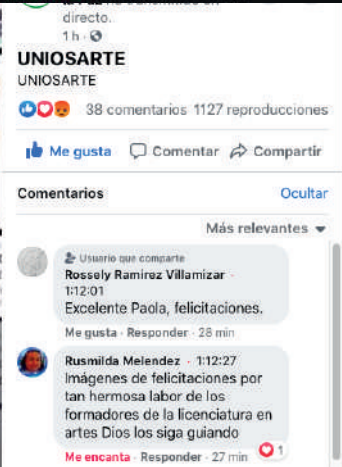 directo.
1 h ·
UNIOSARTE
UNIOSARTE
38 comentarios 1127 reproducciones
Me gusta Comentar Compartir
Comentarios Ocultar
Más relevantes
Usuario que comparte
Rossely Ramirez Villamizar ·
1:12:01
Excelente Paola, felicitaciones.
Me gusta · Responder · 28 min
Rusmilda Melendez · 1:12:27
Imágenes de felicitaciones por
tan hermosa labor de los
formadores de la licenciatura en
artes Dios los siga guiando
Me encanta · Responder · 27 min 1